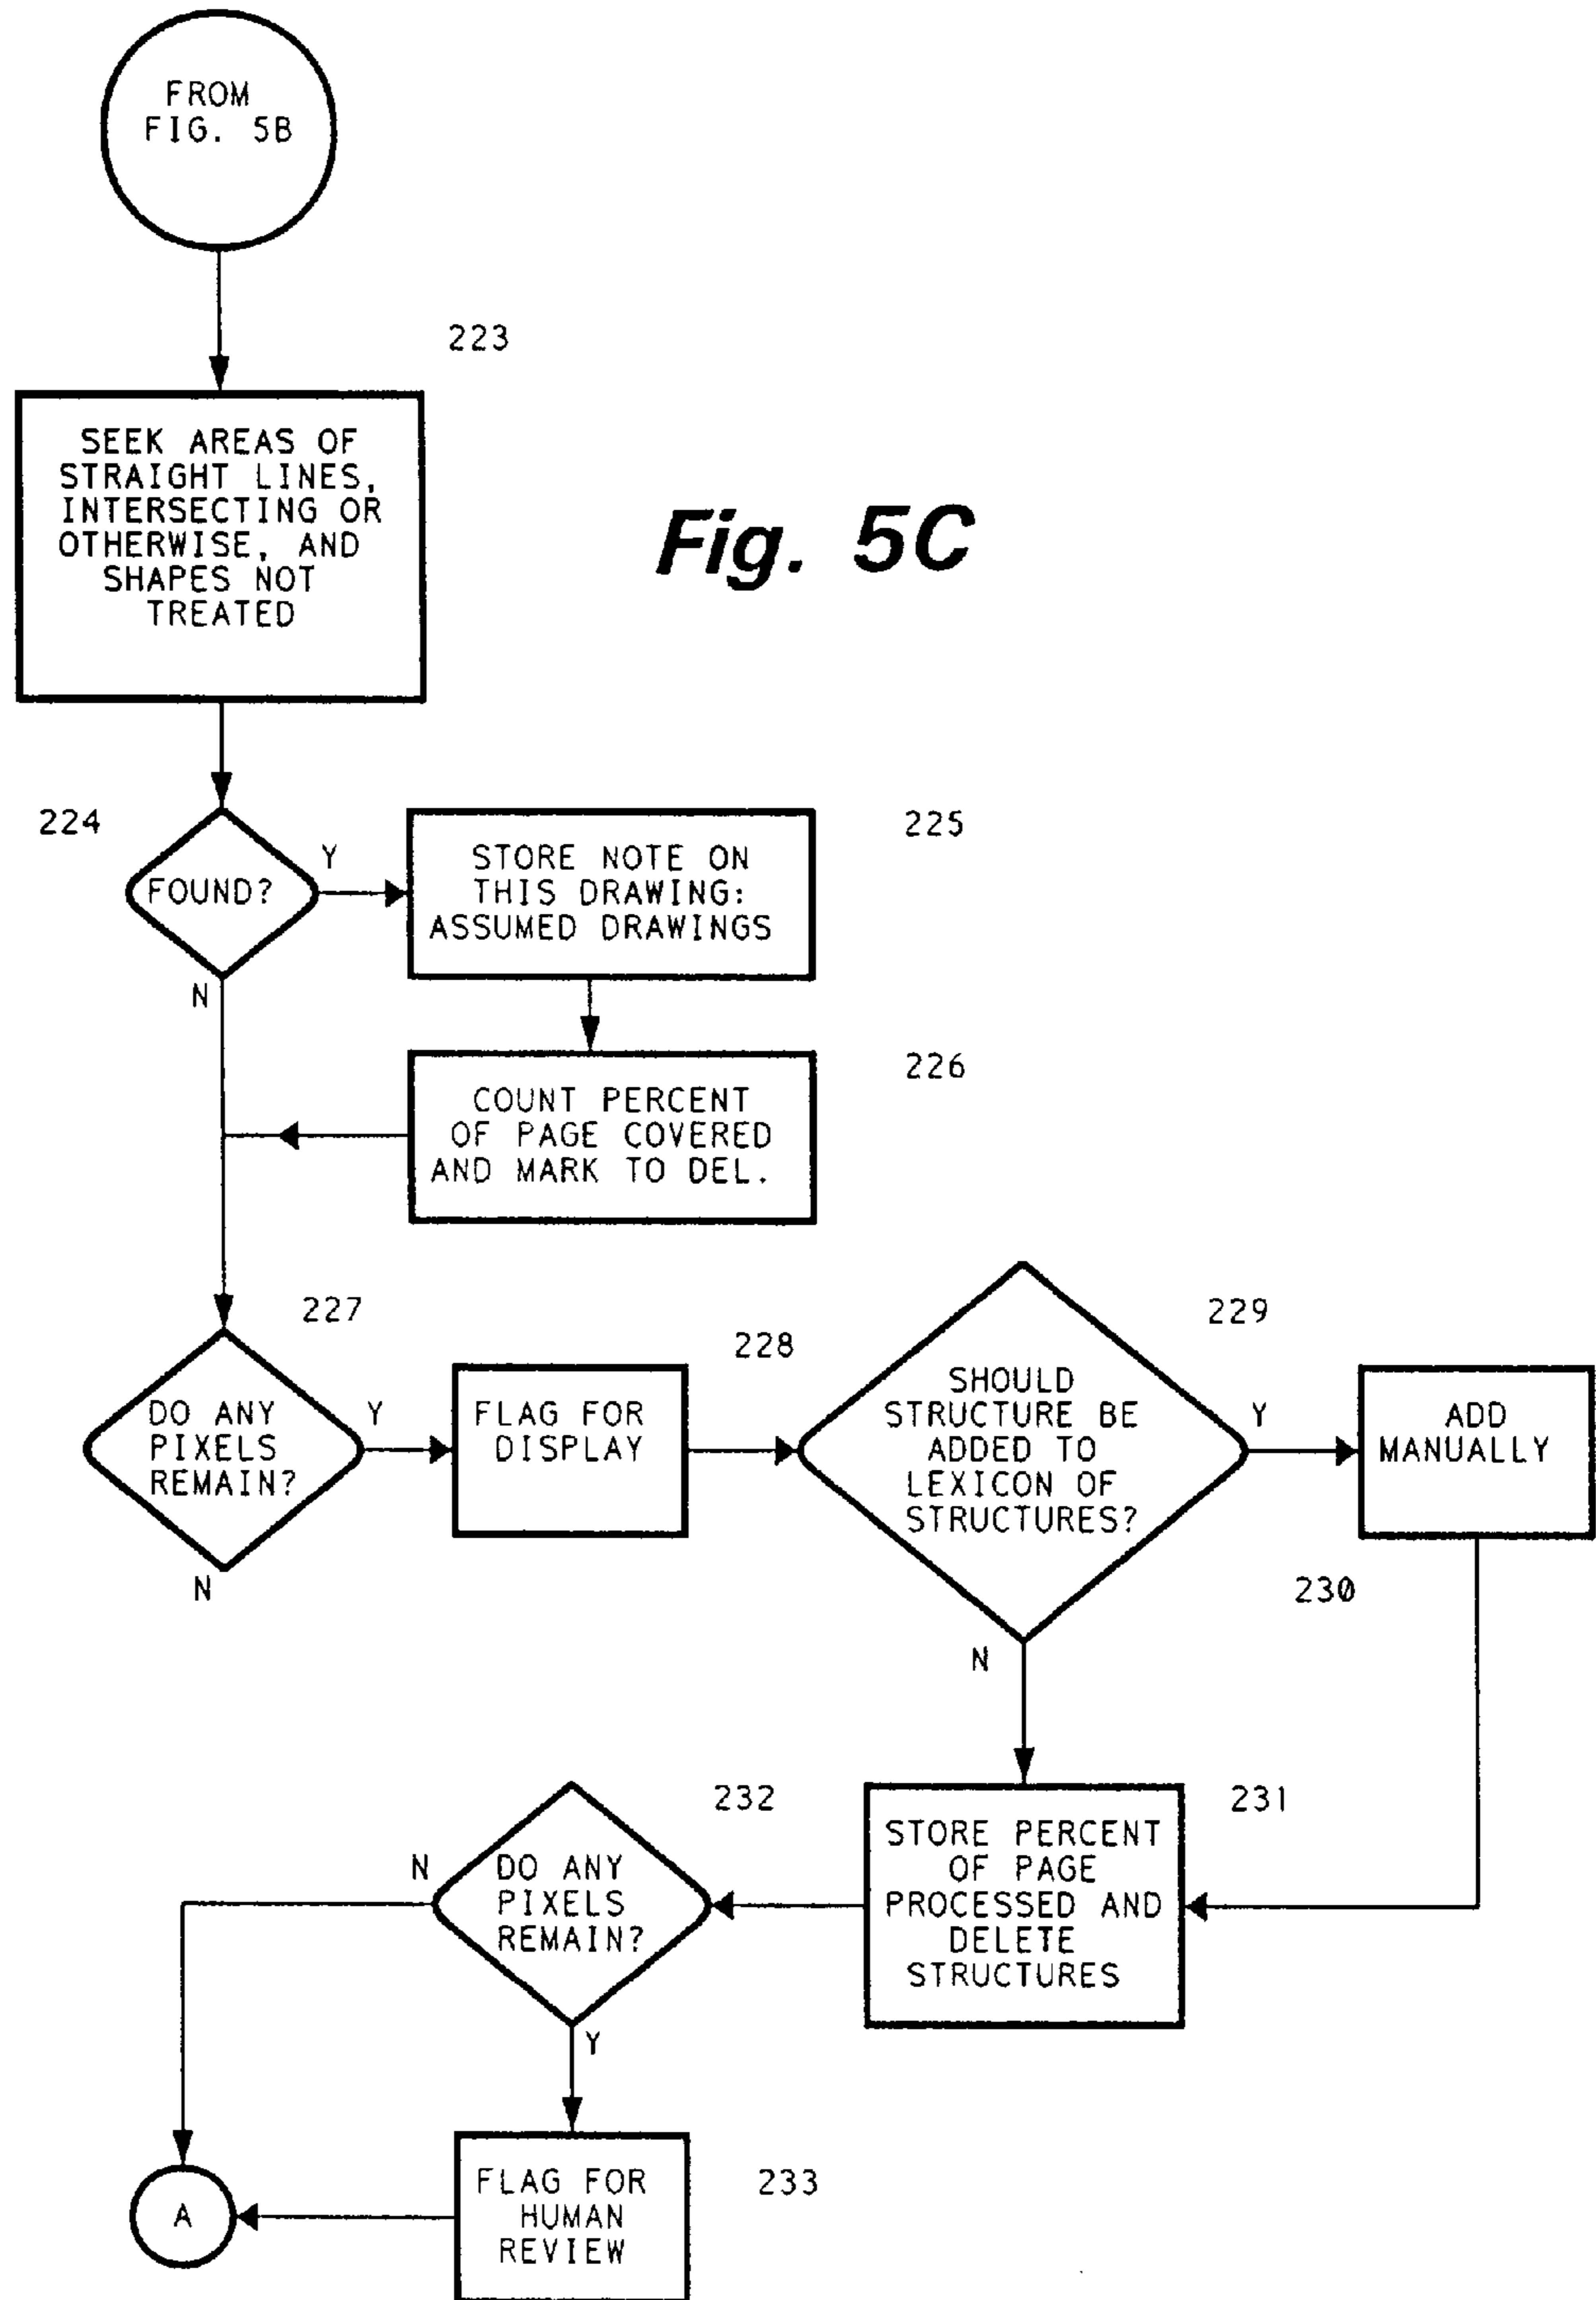 FROM
FIG. 5B
223
SEEK AREAS OF
STRAIGHT LINES,
INTERSECTING OR
OTHERWISE, AND
SHAPES NOT
TREATED
Fig. 5C
224
FOUND?
Y
N
225
STORE NOTE ON
THIS DRAWING:
ASSUMED DRAWINGS
226
COUNT PERCENT
OF PAGE COVERED
AND MARK TO DEL.
227
DO ANY
PIXELS
REMAIN?
Y
N
228
FLAG FOR
DISPLAY
229
SHOULD
STRUCTURE BE
ADDED TO
LEXICON OF
STRUCTURES?
Y
N
ADD
MANUALLY
230
231
STORE PERCENT
OF PAGE
PROCESSED AND
DELETE
STRUCTURES
232
DO ANY
PIXELS
REMAIN?
N
Y
233
FLAG FOR
HUMAN
REVIEW
A